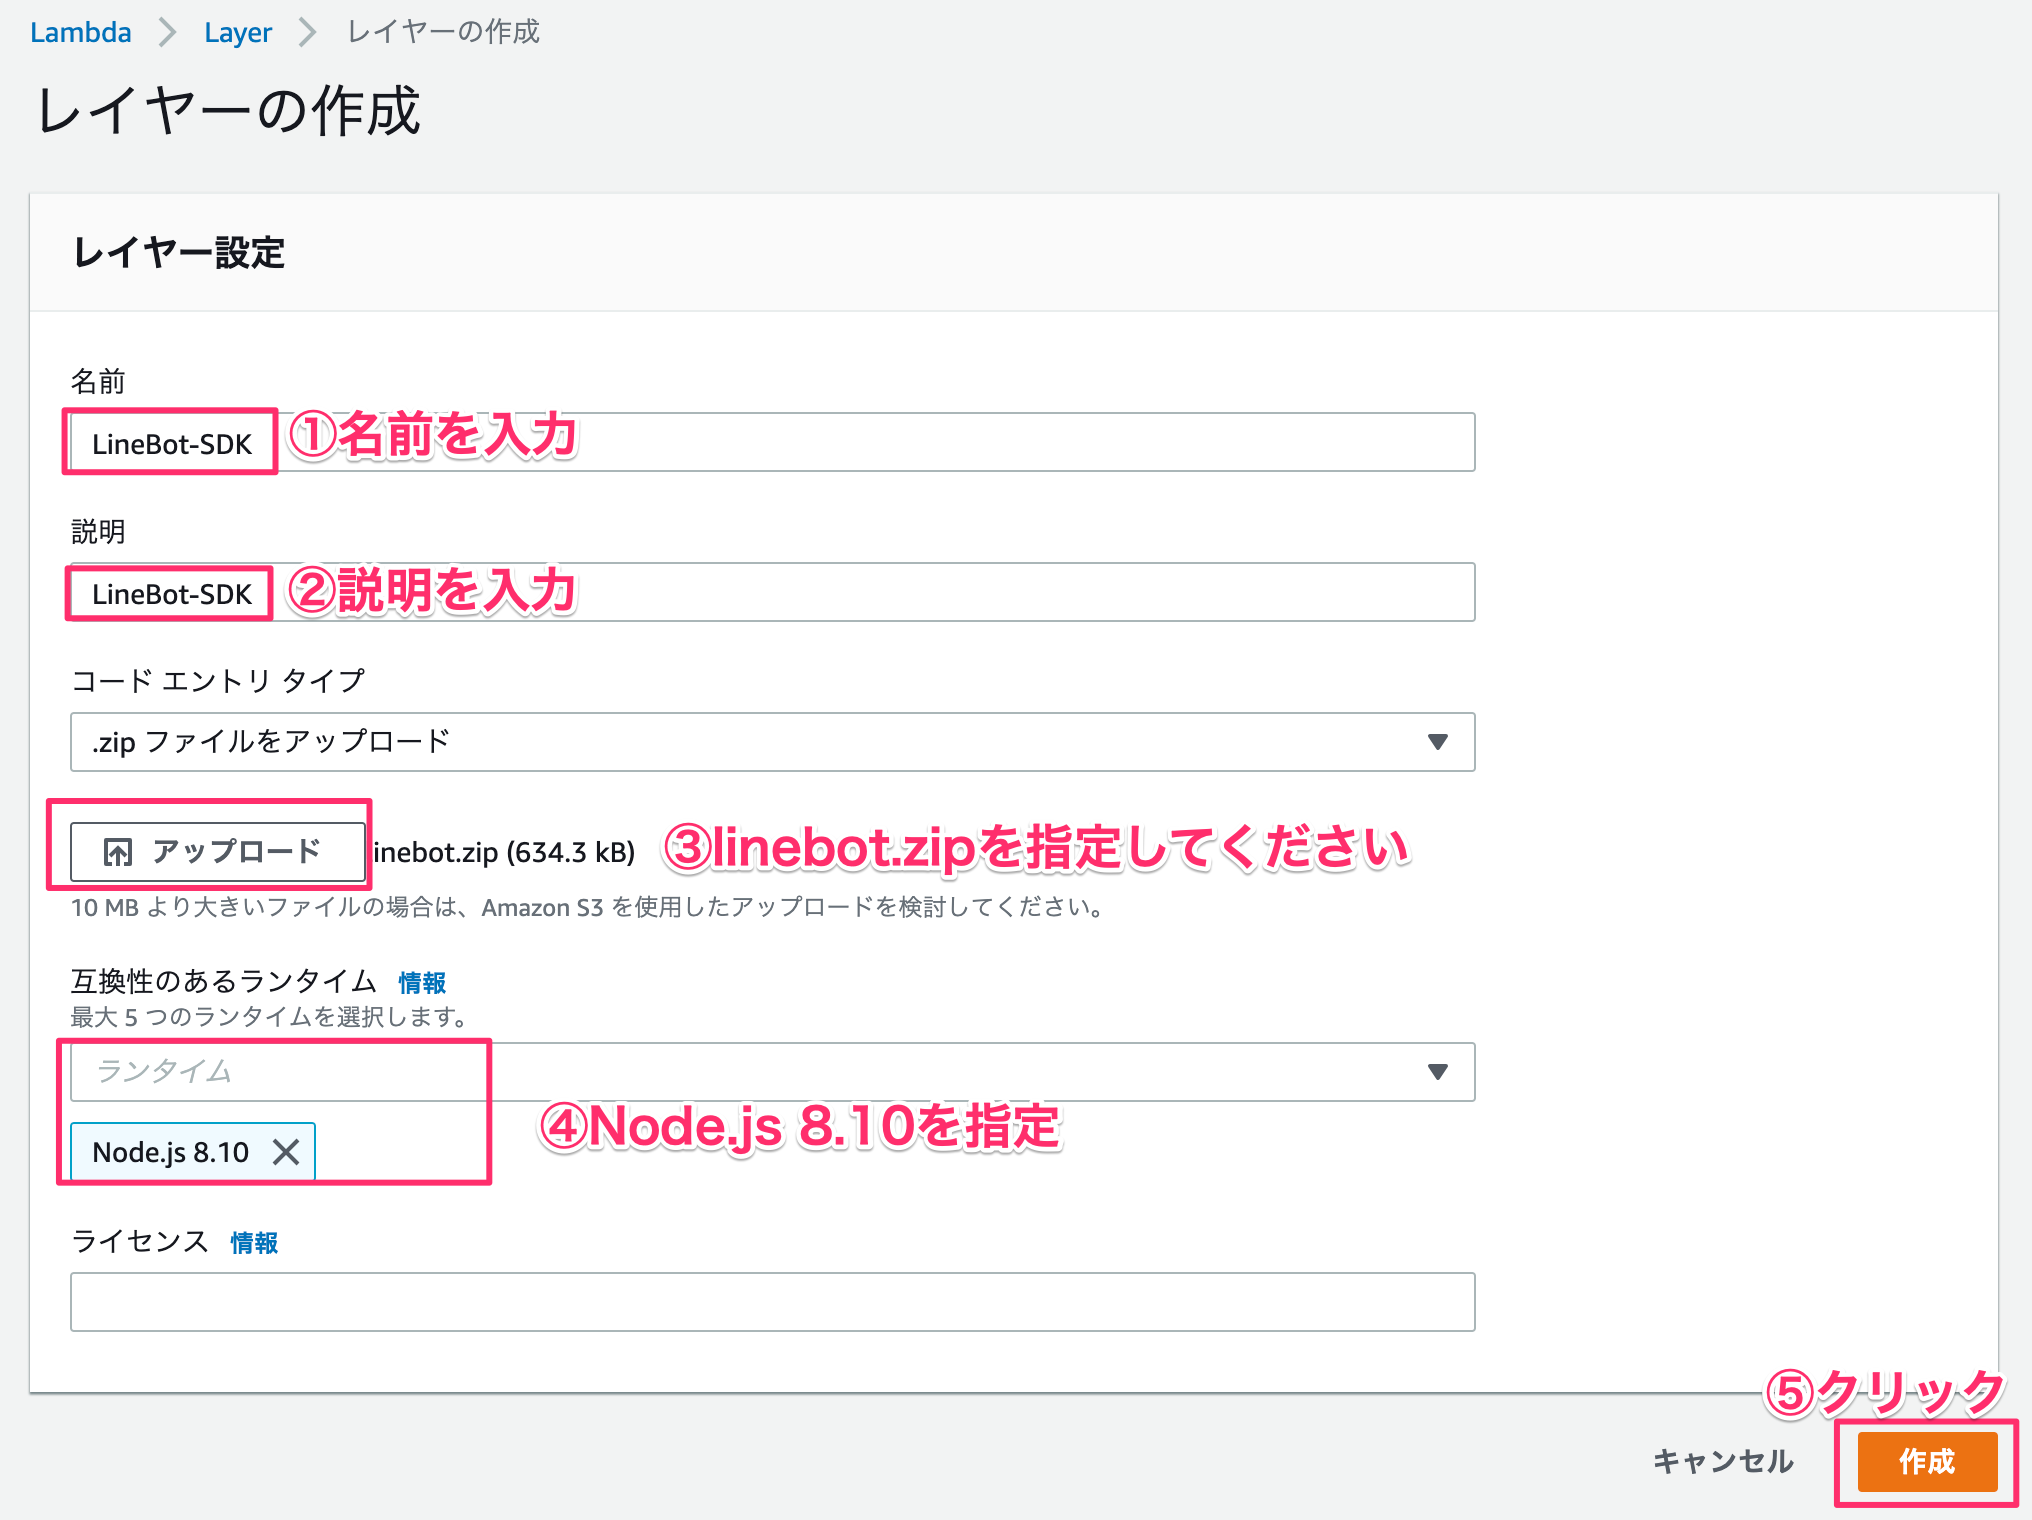 Lambda > Layer > レイヤーの作成
レイヤーの作成
レイヤー設定
名前
LineBot-SDK ①名前を入力
説明
LineBot-SDK ②説明を入力
コード エントリ タイプ
.zip ファイルをアップロード
アップロード inebot.zip (634.3 kB) ③linebot.zipを指定してください
10 MB より大きいファイルの場合は、Amazon S3 を使用したアップロードを検討してください。
互換性のあるランタイム 情報
最大 5 つのランタイムを選択します。
ランタイム
④Node.js 8.10を指定
Node.js 8.10
ライセンス 情報
⑤クリック
キャンセル 作成